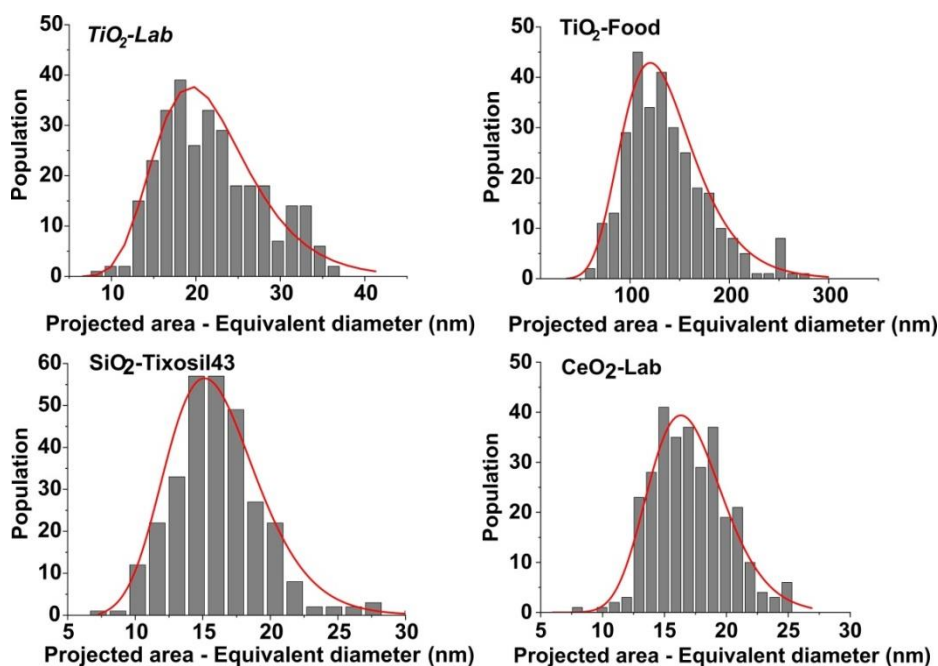 TiO2-Lab
50
40
30
20
10
0
Population
10 20 30 40
Projected area - Equivalent diameter (nm)
TiO2-Food
50
40
30
20
10
0
Population
100 200 300
Projected area - Equivalent diameter (nm)
SiO2-Tixosil43
60
50
40
30
20
10
0
Population
5 10 15 20 25 30
Projected area - Equivalent diameter (nm)
CeO2-Lab
50
40
30
20
10
0
Population
5 10 15 20 25 30
Projected area - Equivalent diameter (nm)